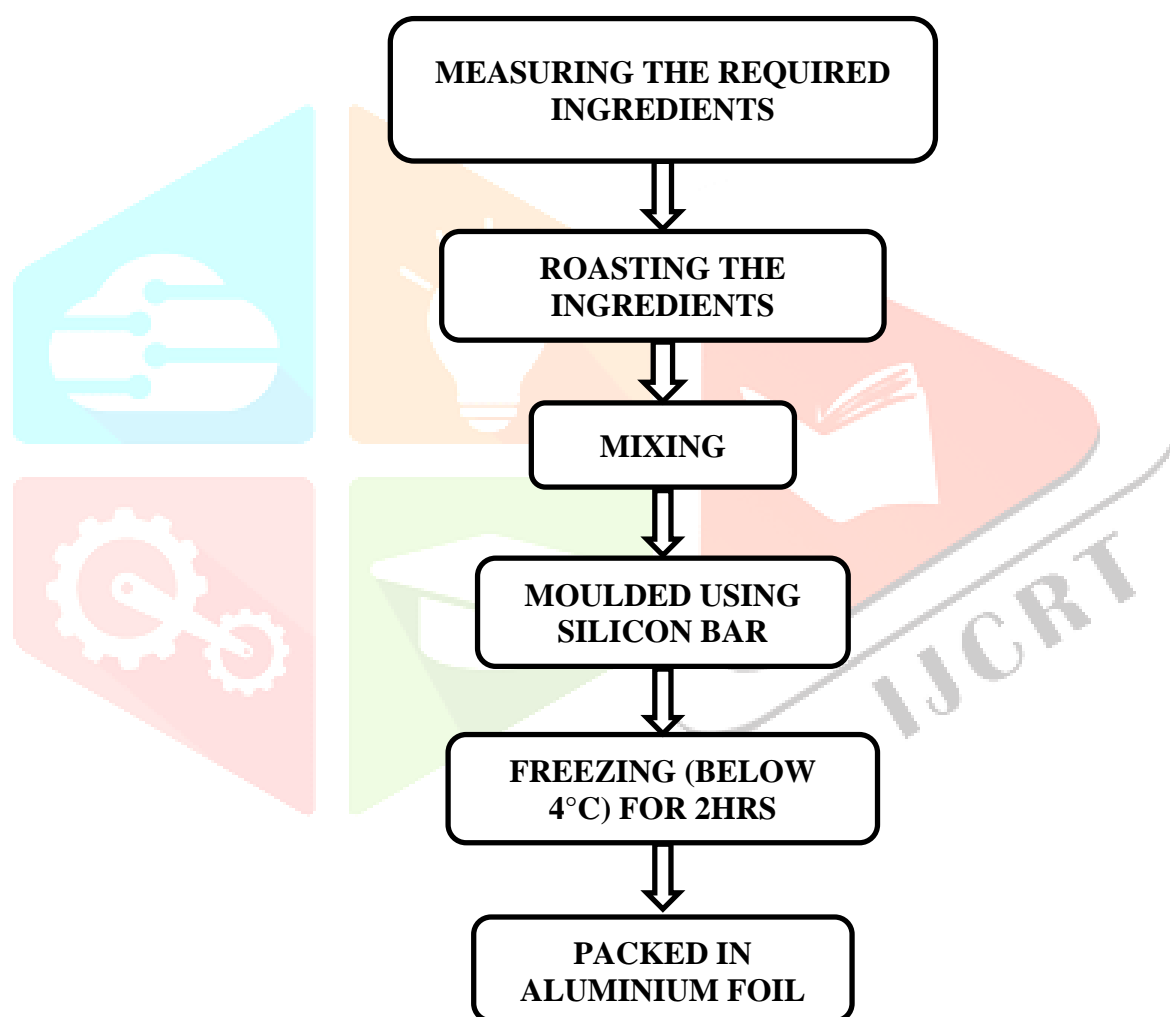 MEASURING THE REQUIRED
INGREDIENTS
ROASTING THE
INGREDIENTS
MIXING
MOULDED USING
SILICON BAR
IJCRT
FREEZING (BELOW
4°C) FOR 2HRS
PACKED IN
ALUMINIUM FOIL